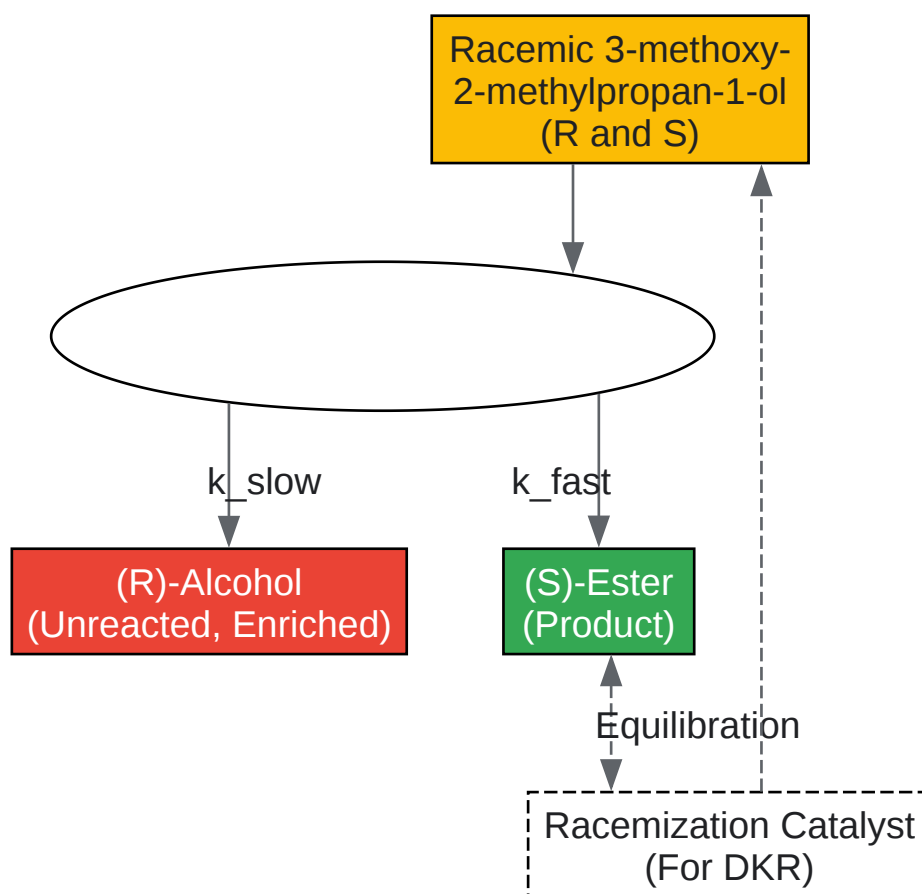 Racemic 3-methoxy-
2-methylpropan-1-ol
(R and S)
k_slow
k_fast
(R)-Alcohol
(Unreacted, Enriched)
(S)-Ester
(Product)
Equilibration
Racemization Catalyst
(For DKR)